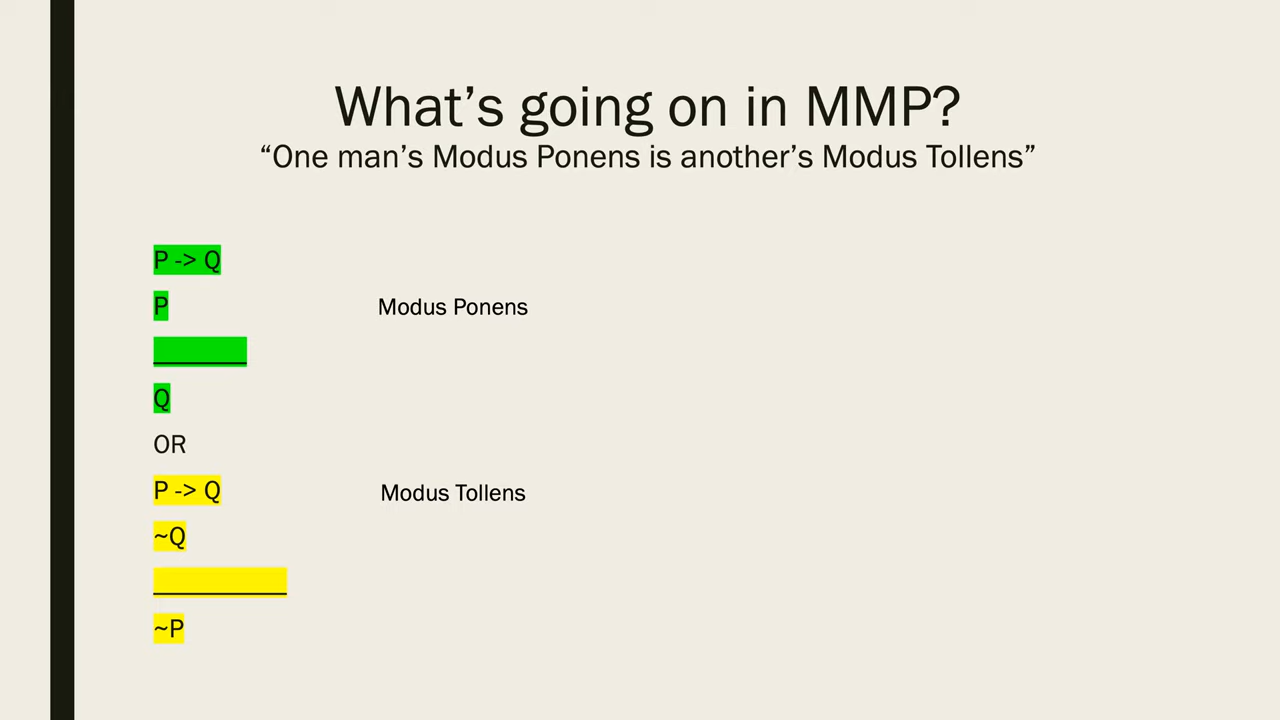 What’s going on in MMP?
“One man’s Modus Ponens is another’s Modus Tollens”
P -> Q
P
Modus Ponens
Q
OR
P -> Q
Modus Tollens
~Q
~P